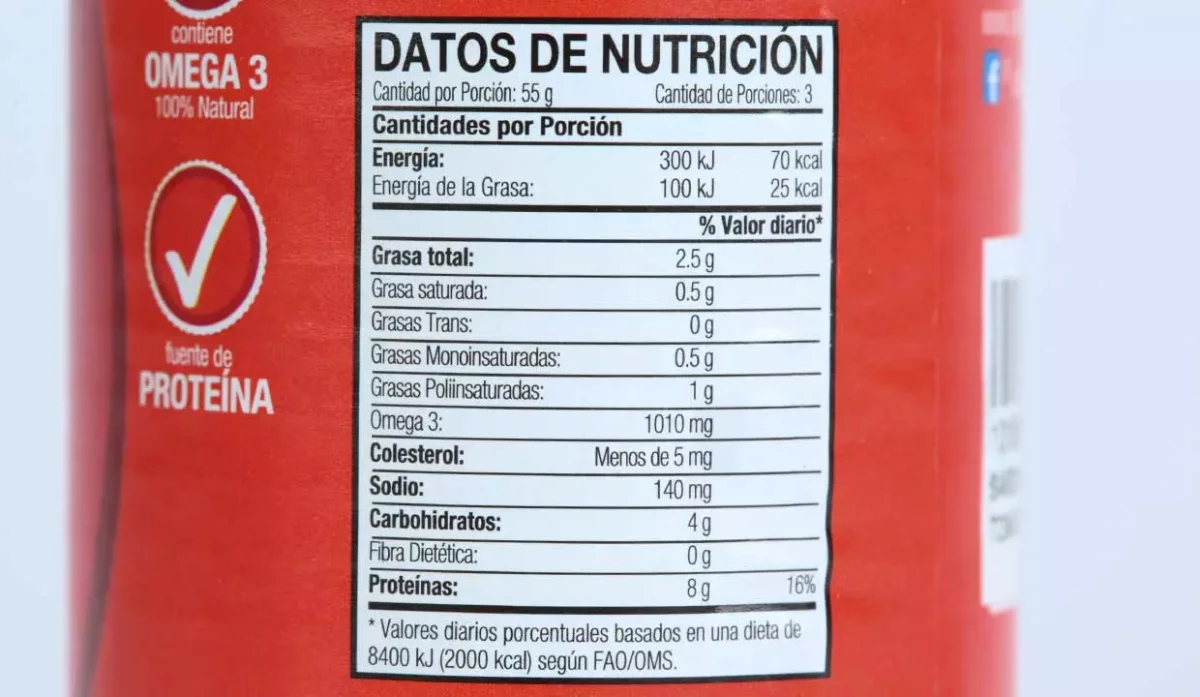 contiene
OMEGA 3
100% Natural
fuente de
PROTEÍNA
DATOS DE NUTRICIÓN
Cantidad por Porción: 55 g Cantidad de Porciones: 3
Cantidades por Porción
Energía: 300 kJ 70 kcal
Energía de la Grasa: 100 kJ 25 kcal
% Valor diario*
Grasa total: 2.5 g
Grasa saturada: 0.5 g
Grasas Trans: 0 g
Grasas Monoinsaturadas: 0.5 g
Grasas Poliinsaturadas: 1 g
Omega 3: 1010 mg
Colesterol: Menos de 5 mg
Sodio: 140 mg
Carbohidratos: 4 g
Fibra Dietética: 0 g
Proteínas: 8 g 16%
* Valores diarios porcentuales basados en una dieta de
8400 kJ (2000 kcal) según FAO/OMS.
f